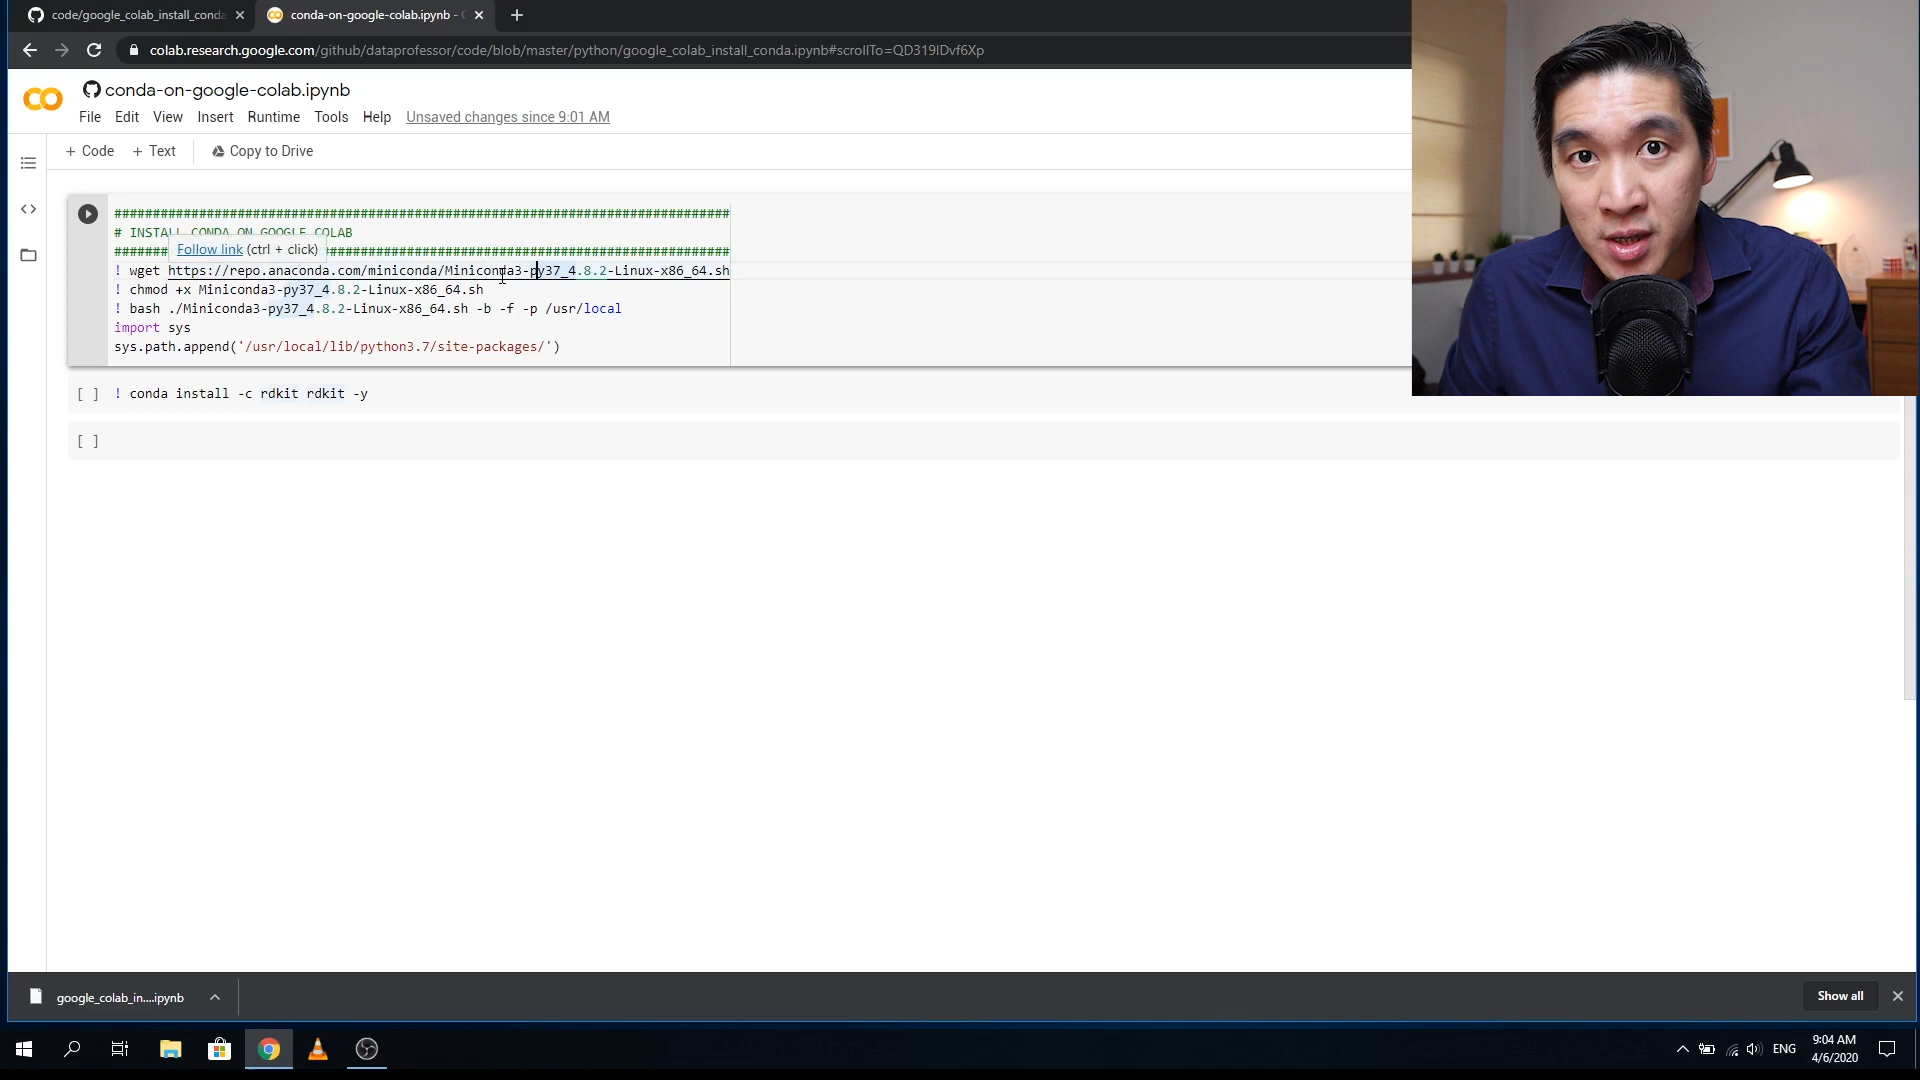 code/google_colab_install_conda
conda-on-google-colab.ipynb -
colab.research.google.com/github/dataprofessor/code/blob/master/python/google_colab_install_conda.ipynb#scrollTo=QD319lDvf6Xp
conda-on-google-colab.ipynb
File Edit View Insert Runtime Tools Help Unsaved changes since 9:01 AM
+ Code + Text Copy to Drive
################################################################################
# INSTALL CONDA ON GOOGLE COLAB
Follow link (ctrl + click)
################################################################################
! wget https://repo.anaconda.com/miniconda/Miniconda3-py37_4.8.2-Linux-x86_64.sh
! chmod +x Miniconda3-py37_4.8.2-Linux-x86_64.sh
! bash ./Miniconda3-py37_4.8.2-Linux-x86_64.sh -b -f -p /usr/local
import sys
sys.path.append('/usr/local/lib/python3.7/site-packages/')
[ ] ! conda install -c rdkit rdkit -y
[ ]
google_colab_in....ipynb
Show all
ENG
9:04 AM
4/6/2020